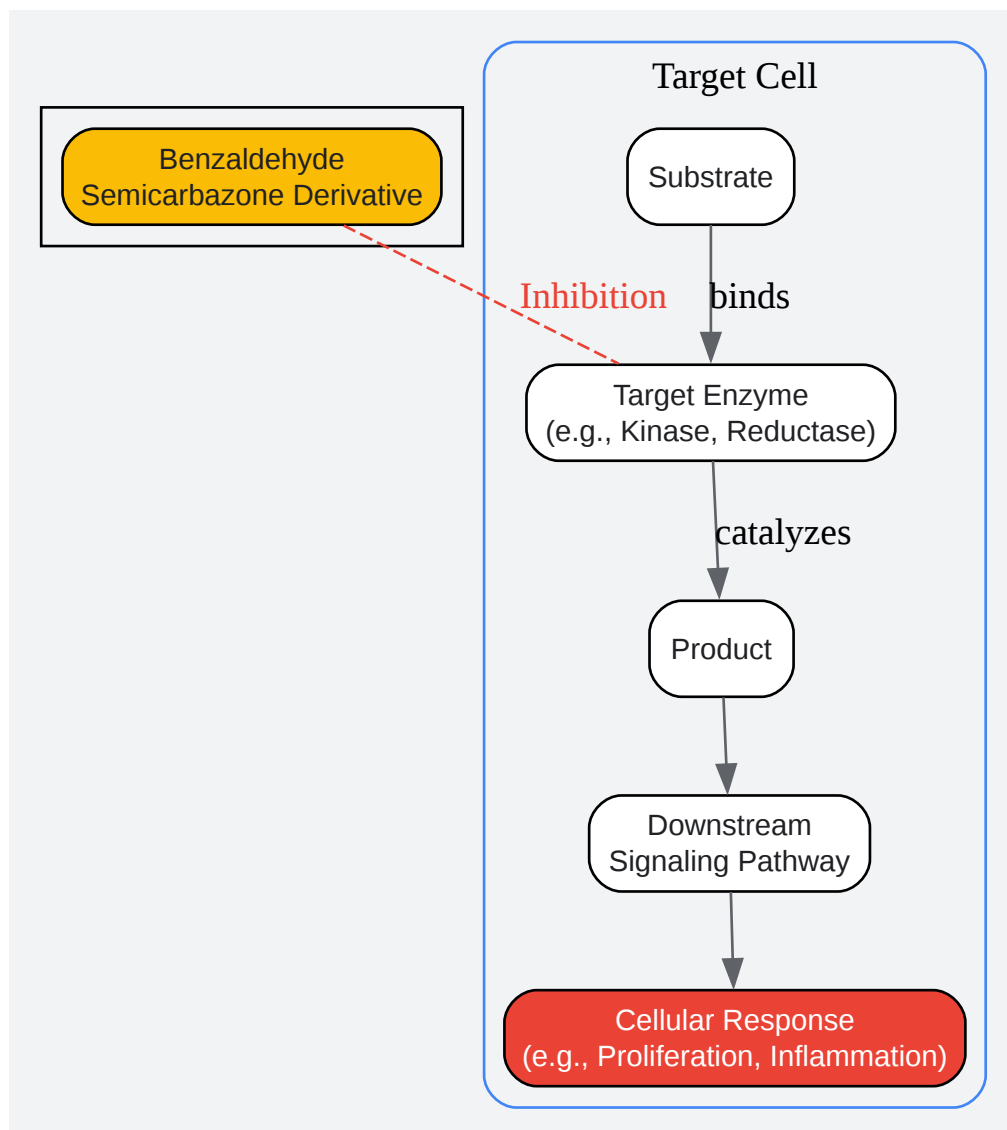 Target Cell
Benzaldehyde
Semicarbazone Derivative
Substrate
Inhibition
binds
Target Enzyme
(e.g., Kinase, Reductase)
catalyzes
Product
Downstream
Signaling Pathway
Cellular Response
(e.g., Proliferation, Inflammation)